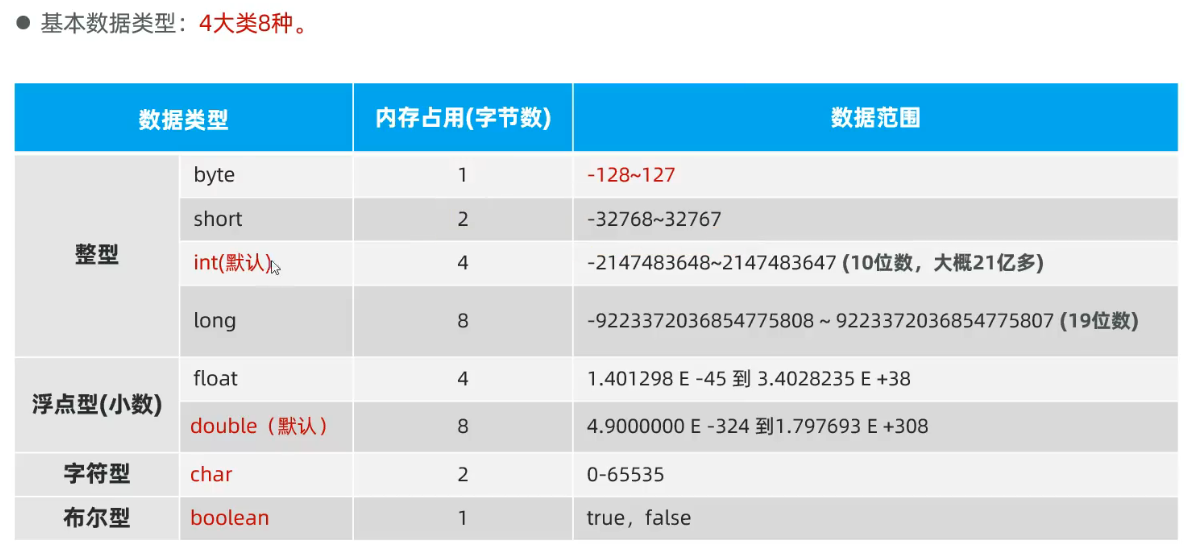 ● 基本数据类型：4大类8种。
数据类型 内存占用(字节数) 数据范围
整型
byte 1 -128~127
short 2 -32768~32767
int(默认) 4 -2147483648~2147483647 (10位数，大概21亿多)
long 8 -9223372036854775808 ~ 9223372036854775807 (19位数)
浮点型(小数)
float 4 1.401298 E -45 到 3.4028235 E +38
double（默认） 8 4.9000000 E -324 到1.797693 E +308
字符型 char 2 0-65535
布尔型 boolean 1 true，false